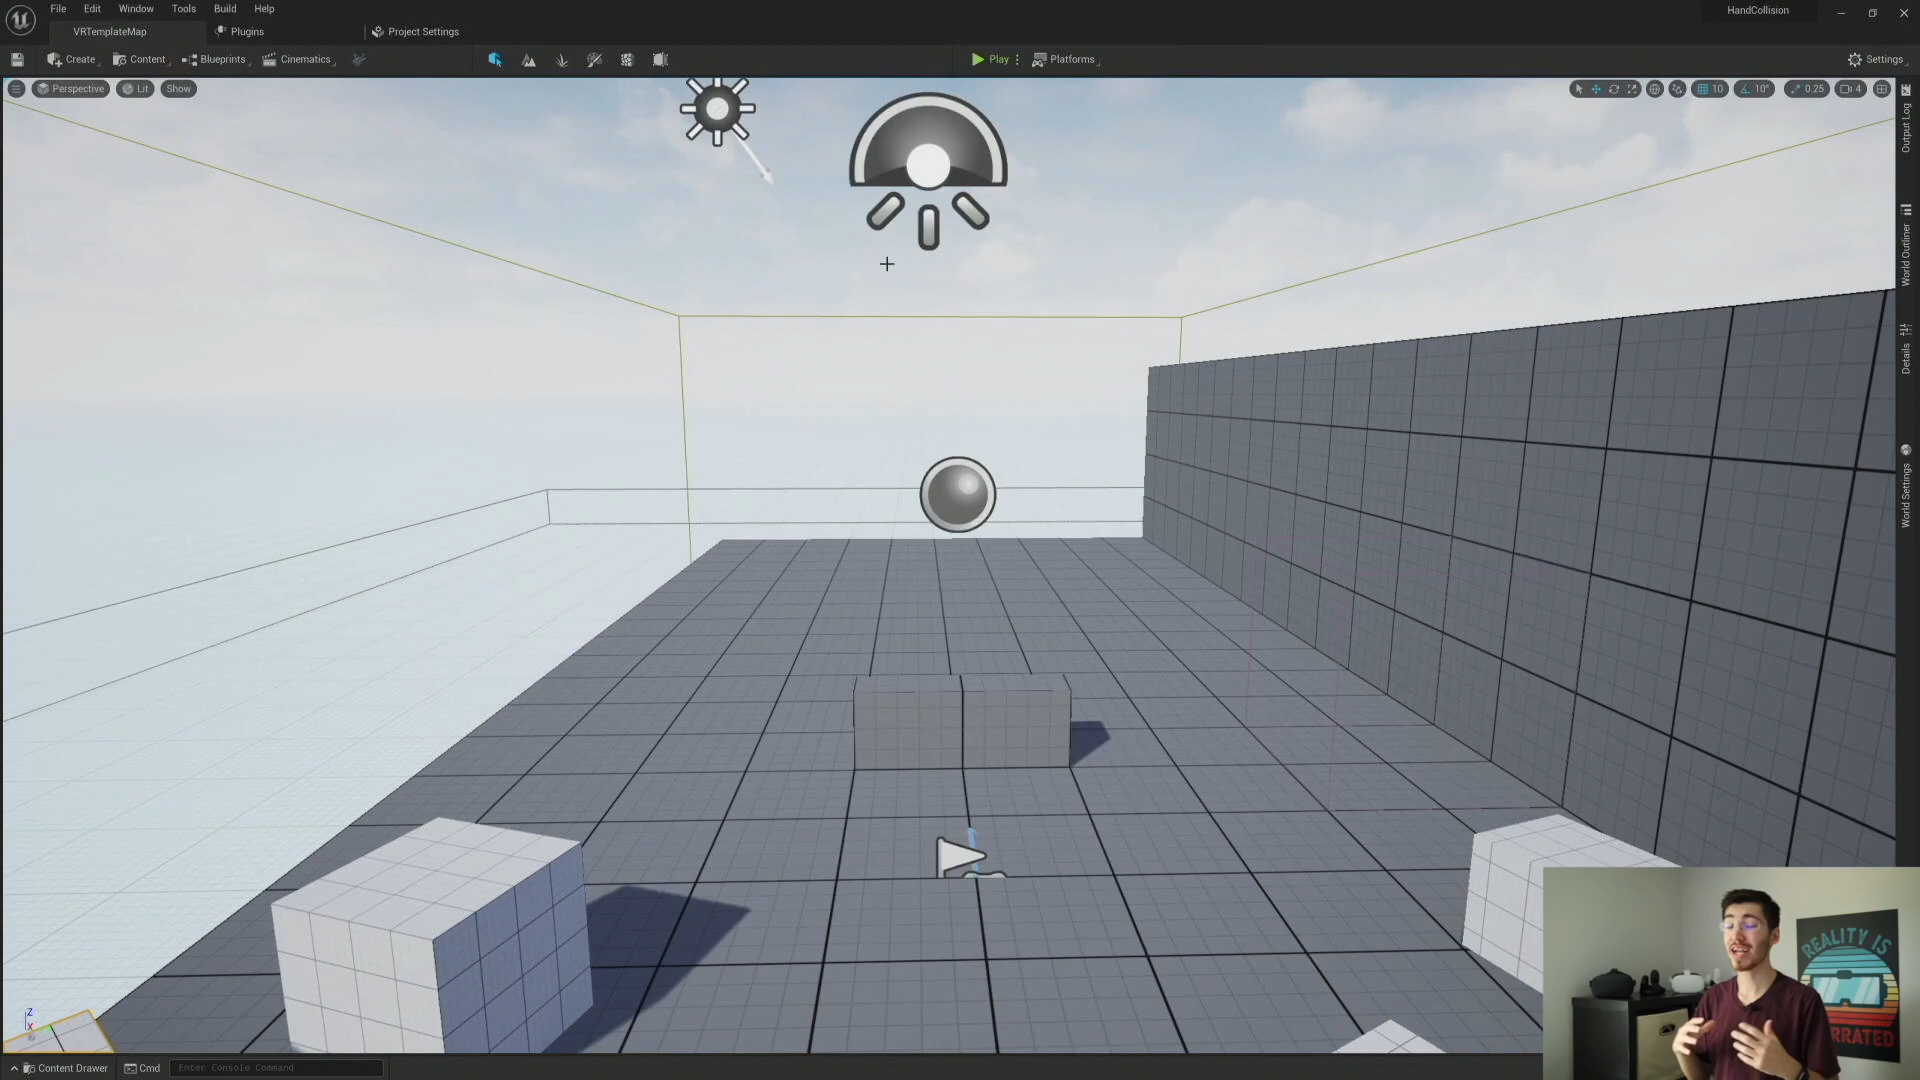 File Edit Window Tools Build Help
HandCollision
VRTemplateMap
Plugins
Project Settings
Create
Content
Blueprints
Cinematics
Play
Platforms
Settings
Perspective
Lit
Show
10
10°
0.25
4
Output Log
World Outliner
Details
World Settings
Z
X
REALITY IS
RRATED
Content Drawer
Cmd
Enter Console Command